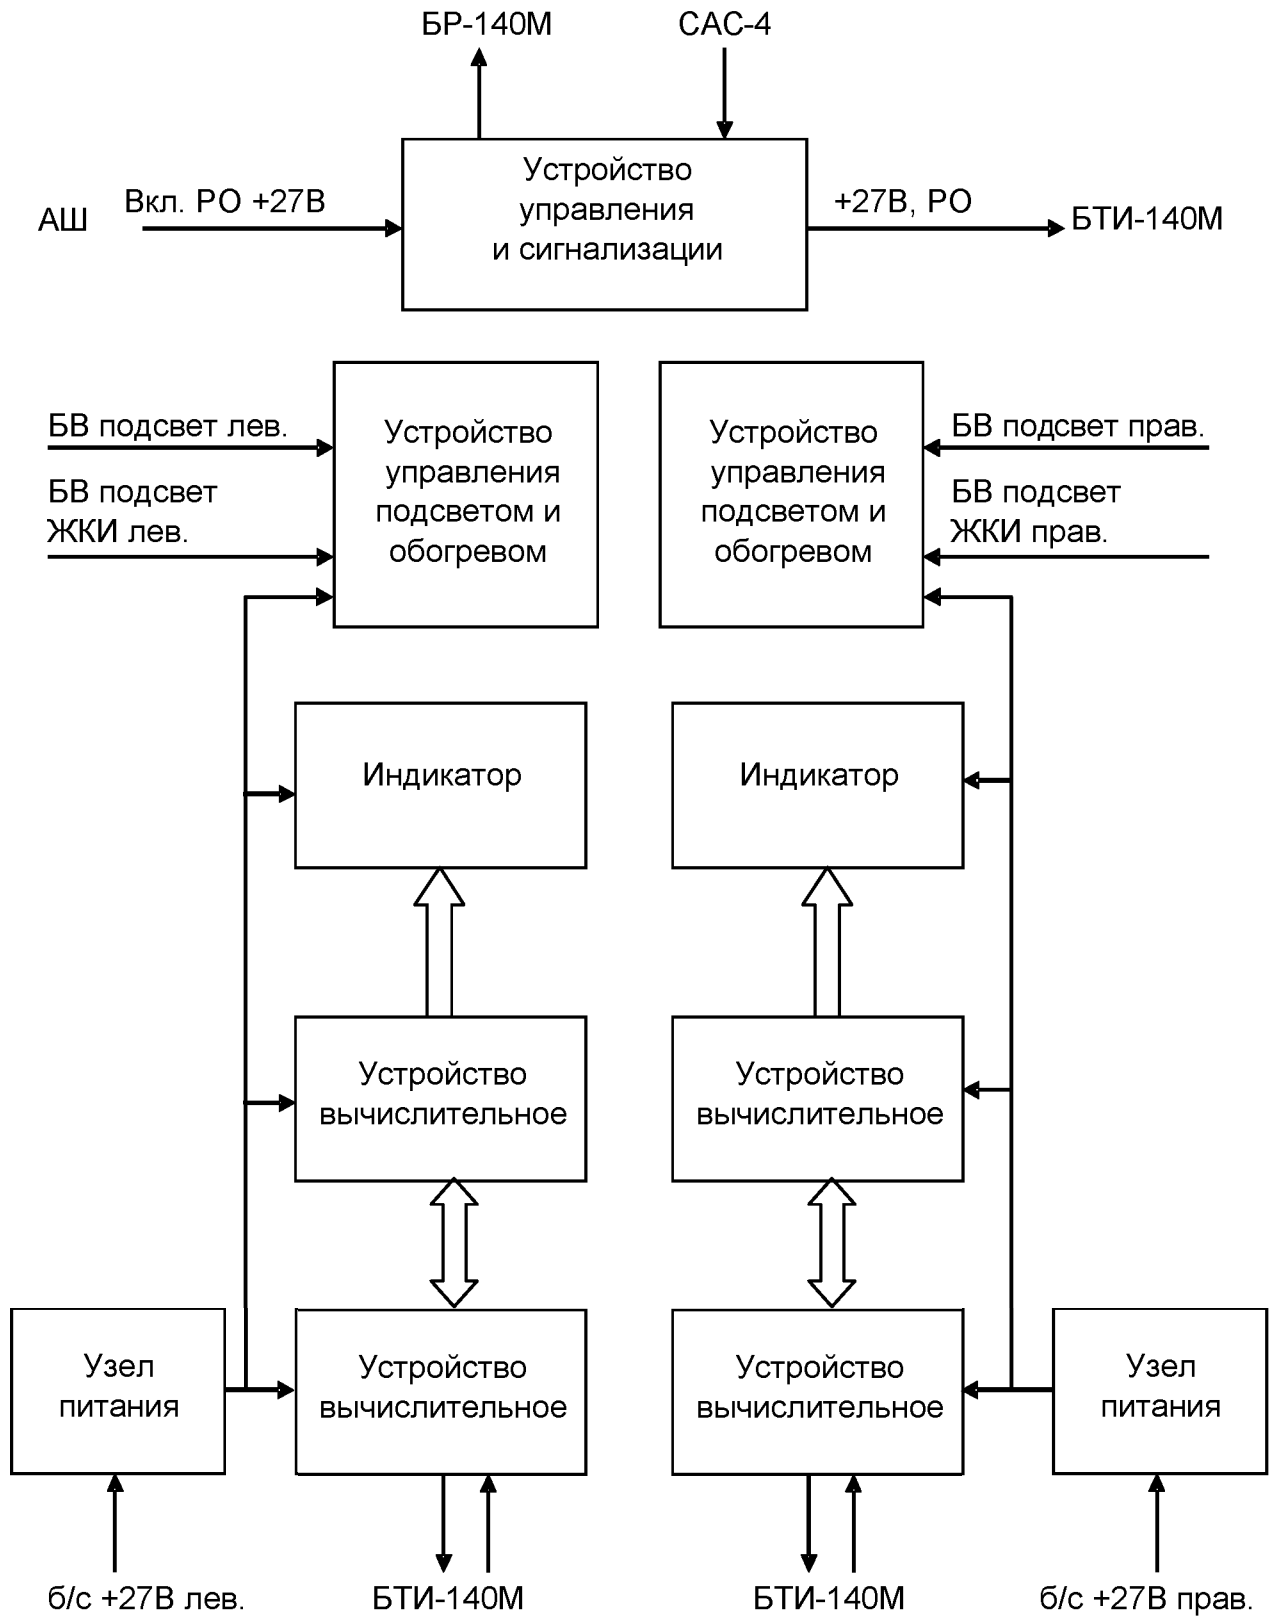 БР-140М
САС-4
АШ
Вкл. РО +27В
Устройство
управления
и сигнализации
+27В, РО
БТИ-140М
БВ подсвет лев.
БВ подсвет
ЖКИ лев.
Устройство
управления
подсветом и
обогревом
Устройство
управления
подсветом и
обогревом
БВ подсвет прав.
БВ подсвет
ЖКИ прав.
Индикатор
Индикатор
Устройство
вычислительное
Устройство
вычислительное
Узел
питания
Устройство
вычислительное
Устройство
вычислительное
Узел
питания
б/с +27В лев.
БТИ-140М
БТИ-140М
б/с +27В прав.